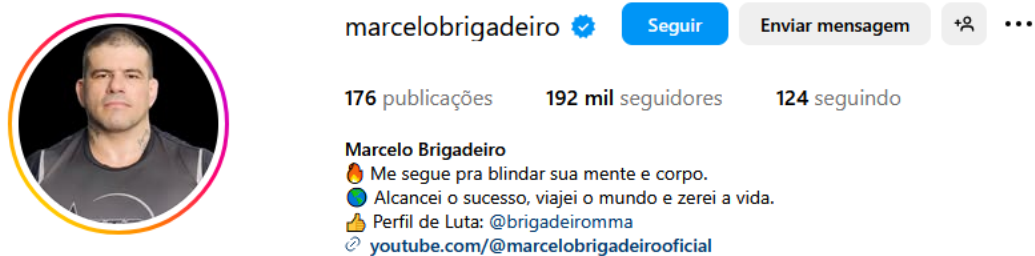 marcelobrigadeiro Seguir Enviar mensagem
176 publicações 192 mil seguidores 124 seguindo
Marcelo Brigadeiro
🔥 Me segue pra blindar sua mente e corpo.
🌎 Alcancei o sucesso, viajei o mundo e zerei a vida.
👍 Perfil de Luta: @brigadeiromma
youtube.com/@marcelobrigadeirooficial